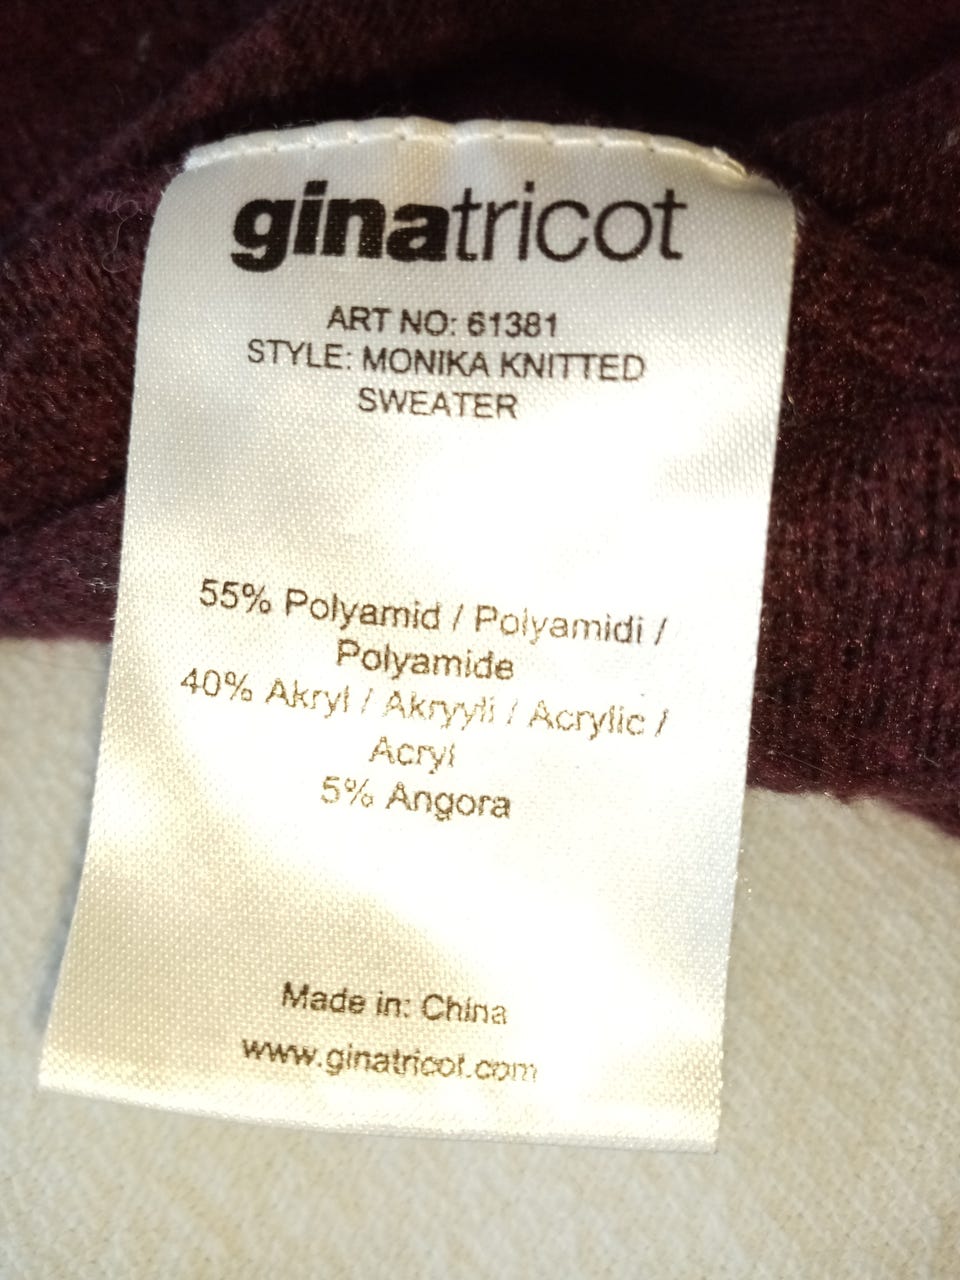 ginatricot
ART NO: 61381
STYLE: MONIKA KNITTED
SWEATER
55% Polyamid / Polyamidi /
Polyamide
40% Akryl / Akryyli / Acrylic /
Acryl
5% Angora
Made in: China
www.ginatricot.com